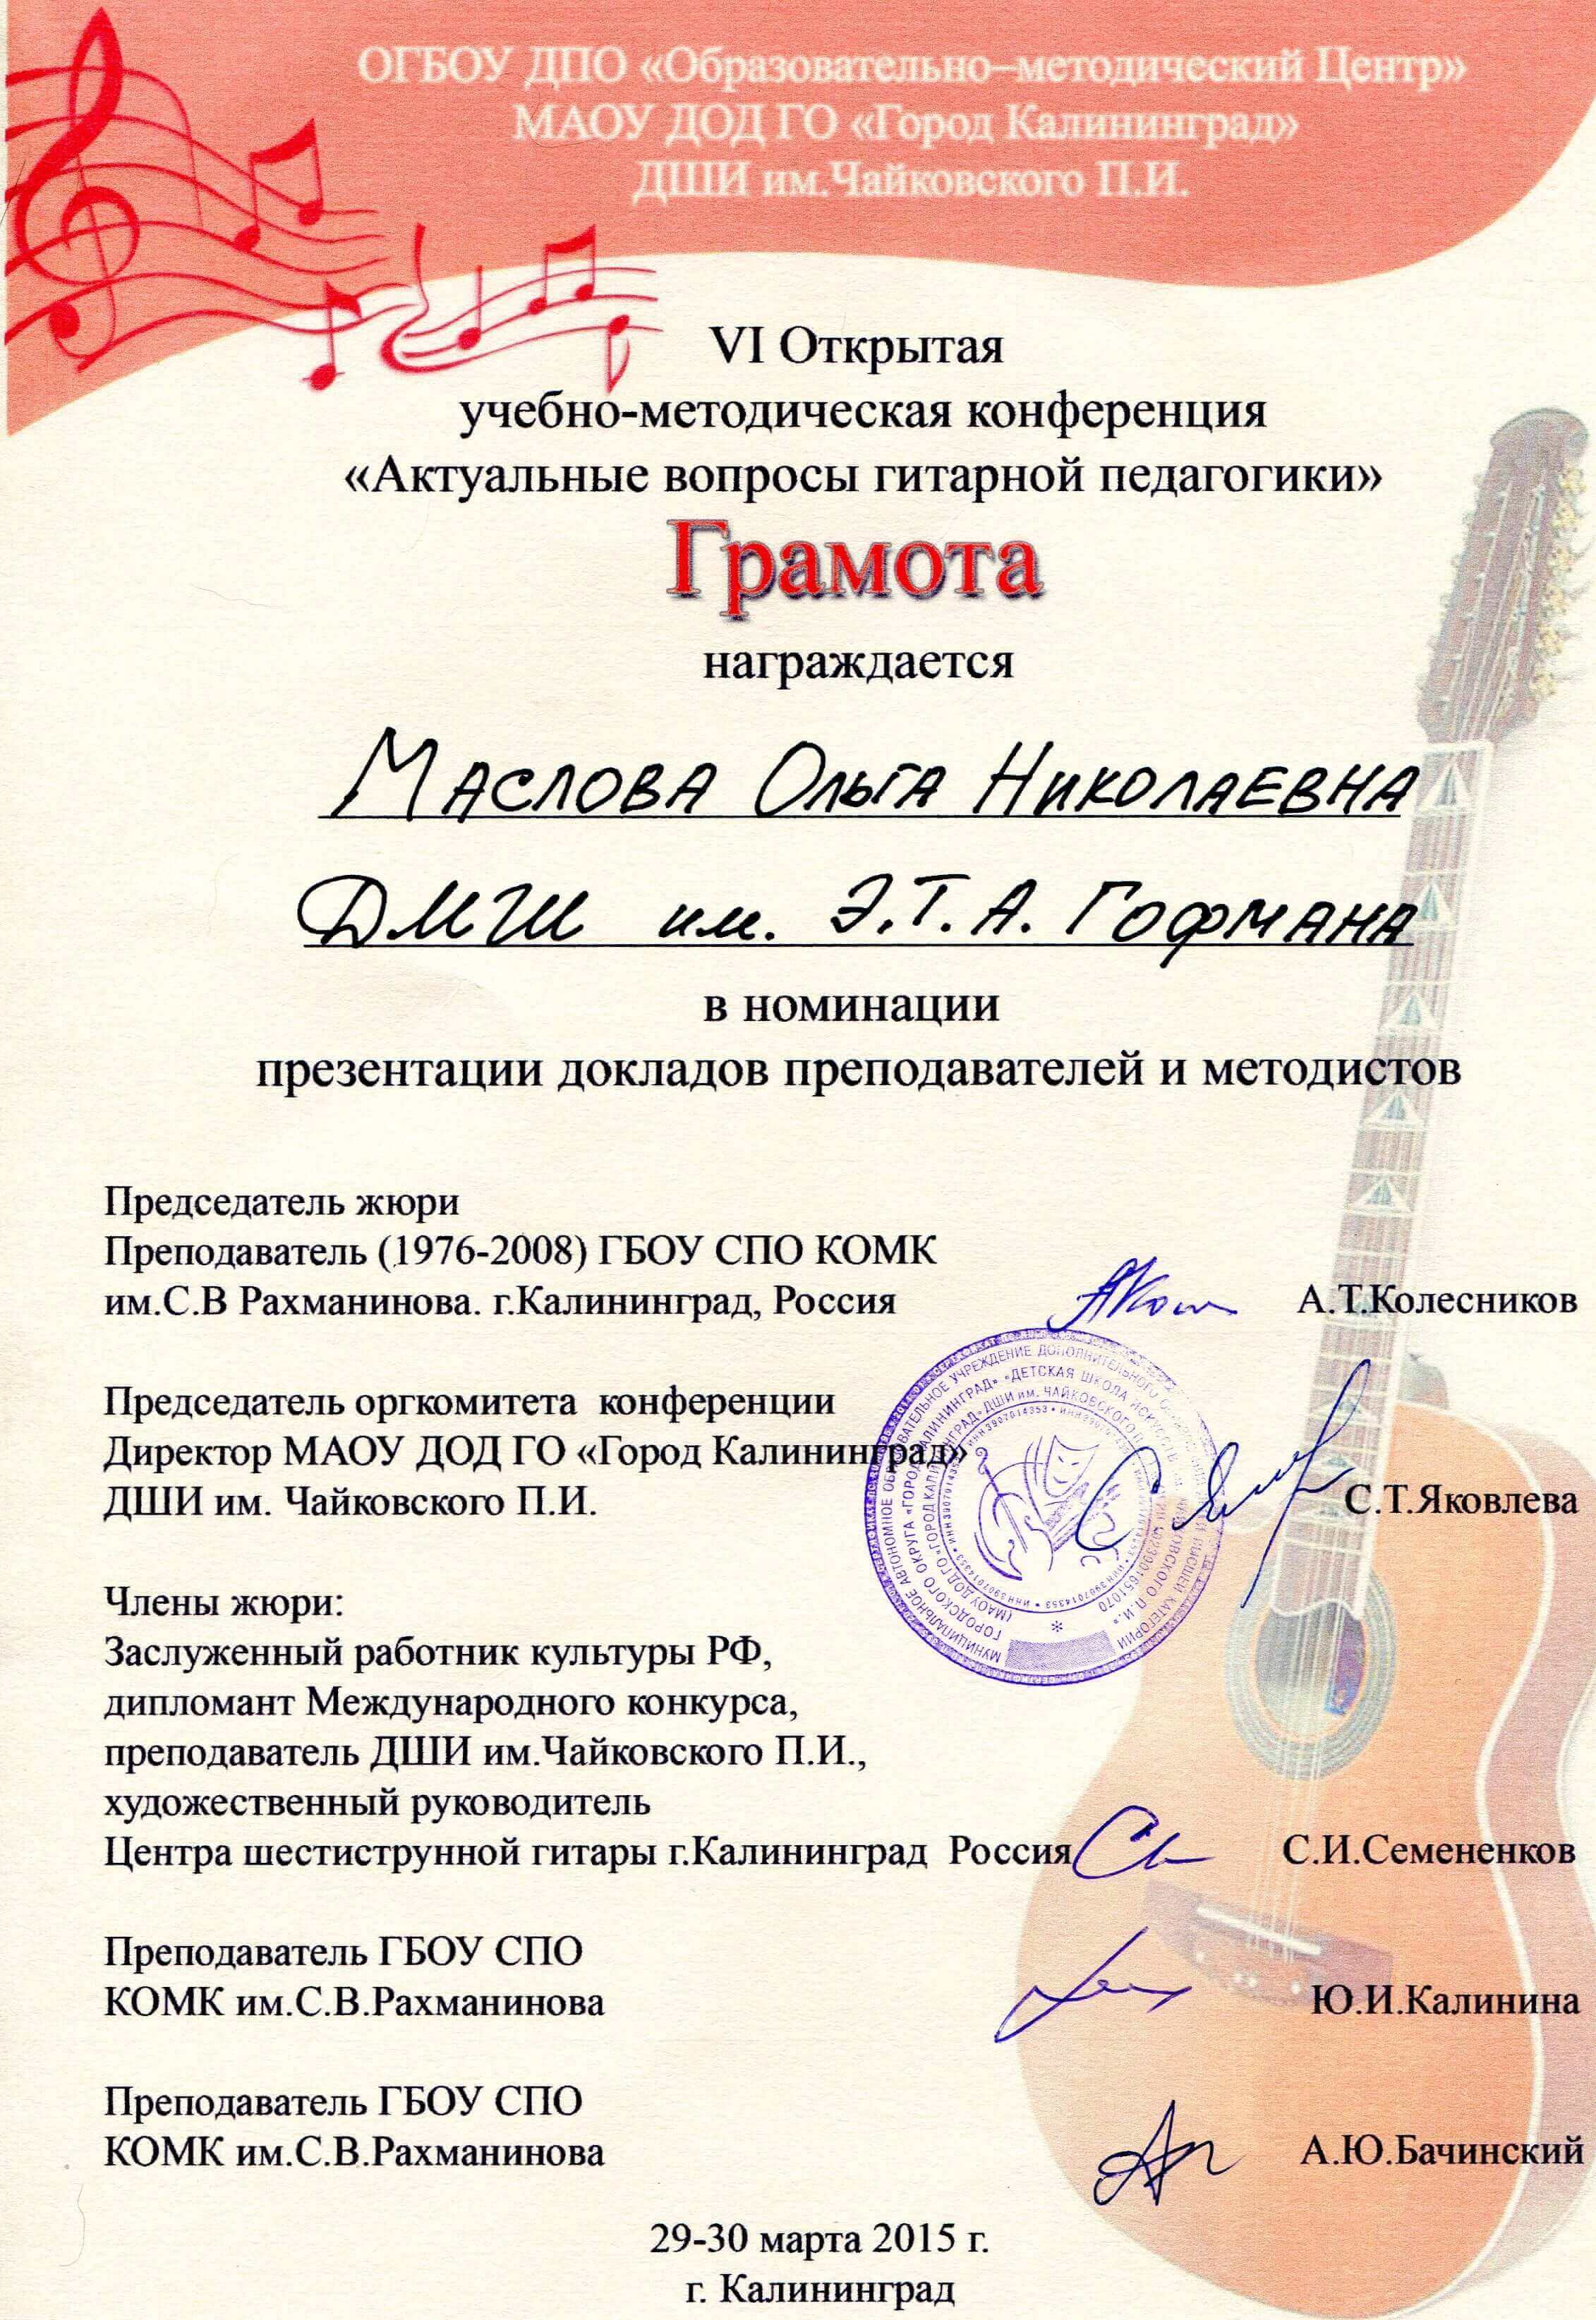 ОГБОУ ДПО «Образовательно–методический Центр»
МАОУ ДОД ГО «Город Калининград»
ДШИ им.Чайковского П.И.
VI Открытая
учебно-методическая конференция
«Актуальные вопросы гитарной педагогики»
Грамота
награждается
Маслова Ольга Николаевна
ДМШ им. Э.Т.А. Гофмана
в номинации
презентации докладов преподавателей и методистов
Председатель жюри
Преподаватель (1976-2008) ГБОУ СПО КОМК
им.С.В Рахманинова. г.Калининград, Россия А.Т.Колесников
Председатель оргкомитета конференции
Директор МАОУ ДОД ГО «Город Калининград»
ДШИ им. Чайковского П.И. С.Т.Яковлева
Члены жюри:
Заслуженный работник культуры РФ,
дипломант Международного конкурса,
преподаватель ДШИ им.Чайковского П.И.,
художественный руководитель
Центра шестиструнной гитары г.Калининград Россия С.И.Семененков
Преподаватель ГБОУ СПО
КОМК им.С.В.Рахманинова Ю.И.Калинина
Преподаватель ГБОУ СПО
КОМК им.С.В.Рахманинова А.Ю.Бачинский
29-30 марта 2015 г.
г. Калининград